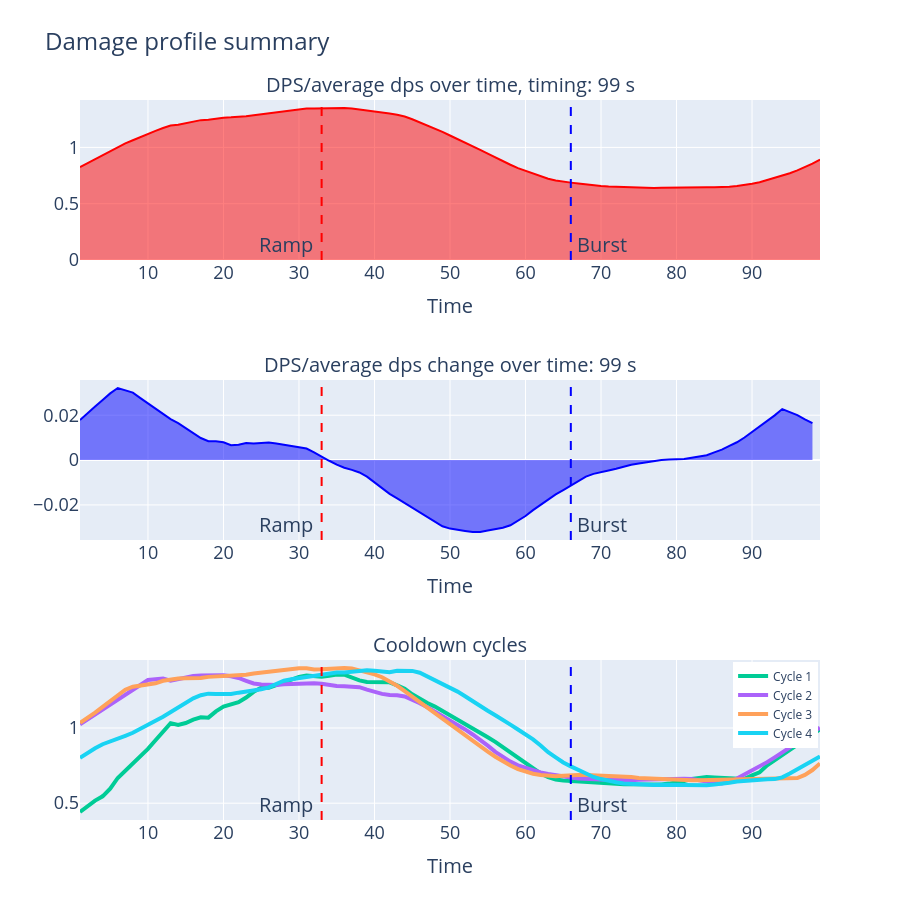 Damage profile summary
DPS/average dps over time, timing: 99 s
1
0.5
0
Ramp
Burst
10 20 30 40 50 60 70 80 90
Time
DPS/average dps change over time: 99 s
0.02
0
−0.02
Ramp
Burst
10 20 30 40 50 60 70 80 90
Time
Cooldown cycles
Cycle 1
Cycle 2
Cycle 3
Cycle 4
1
0.5
Ramp
Burst
10 20 30 40 50 60 70 80 90
Time